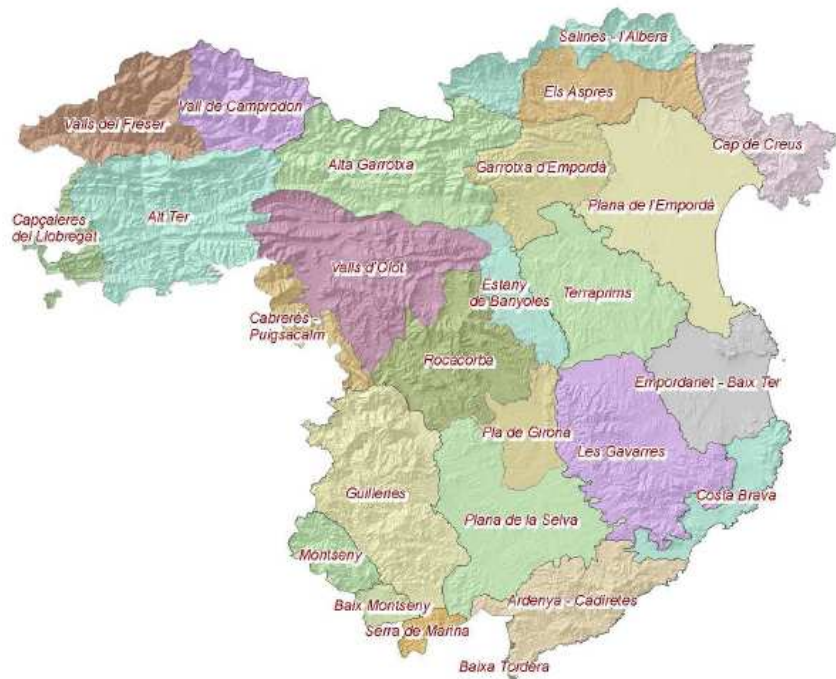 Salines - l'Albera
Els Aspres
Vall de Camprodon
Valls del Freser
Cap de Creus
Alta Garrotxa
Garrotxa d'Empordà
Plana de l'Empordà
Capçaleres
del Llobregat
Alt Ter
Valls d'Olot
Estany
de Banyoles
Terraprims
Cabrerès -
Puigsacalm
Rocacorba
Empordanet - Baix Ter
Pla de Girona
Les Gavarres
Guilleries
Costa Brava
Plana de la Selva
Montseny
Baix Montseny
Ardenya - Cadiretes
Serra de Marina
Baixa Tordera